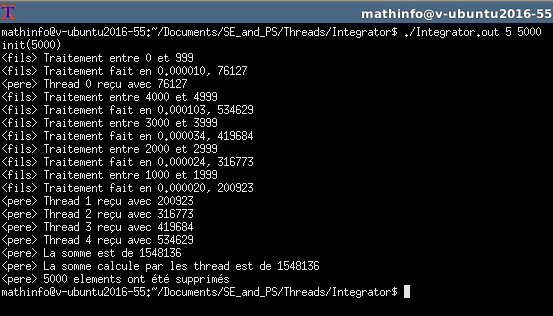 mathinfo@v-ubuntu2016-55
mathinfo@v-ubuntu2016-55:~/Documents/SE_and_PS/Threads/Integrator$ ./Integrator.out 5 5000
init(5000)
<fils> Traitement entre 0 et 999
<fils> Traitement fait en 0.000010, 76127
<pere> Thread 0 reçu avec 76127
<fils> Traitement entre 4000 et 4999
<fils> Traitement fait en 0.000103, 534629
<fils> Traitement entre 3000 et 3999
<fils> Traitement fait en 0.000034, 419684
<fils> Traitement entre 2000 et 2999
<fils> Traitement fait en 0.000024, 316773
<fils> Traitement entre 1000 et 1999
<fils> Traitement fait en 0.000020, 200923
<pere> Thread 1 reçu avec 200923
<pere> Thread 2 reçu avec 316773
<pere> Thread 3 reçu avec 419684
<pere> Thread 4 reçu avec 534629
<pere> La somme est de 1548136
<pere> La somme calcule par les thread est de 1548136
<pere> 5000 elements ont été supprimés
mathinfo@v-ubuntu2016-55:~/Documents/SE_and_PS/Threads/Integrator$